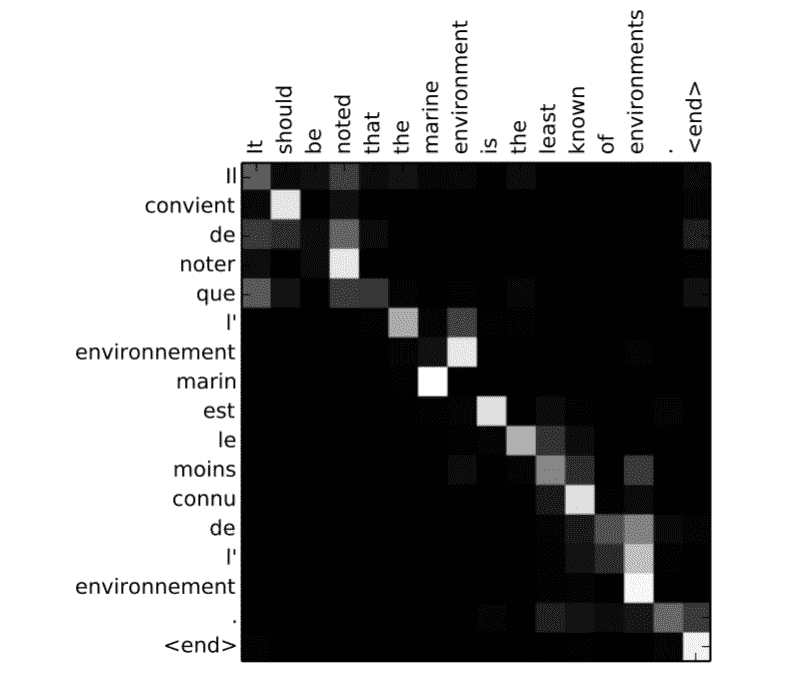 It should be noted that the marine environment is the least known of environments . <end>
Il
convient
de
noter
que
l'
environnement
marin
est
le
moins
connu
de
l'
environnement
.
<end>